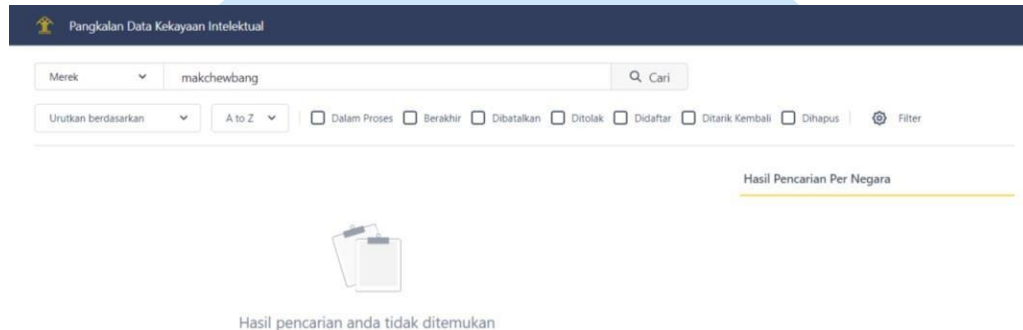 Pangkalan Data Kekayaan Intelektual
Merek makchewbang Cari
Urutkan berdasarkan A to Z Dalam Proses Berakhir Dibatalkan Ditolak Didaftar Ditarik Kembali Dihapus Filter
Hasil Pencarian Per Negara
Hasil pencarian anda tidak ditemukan